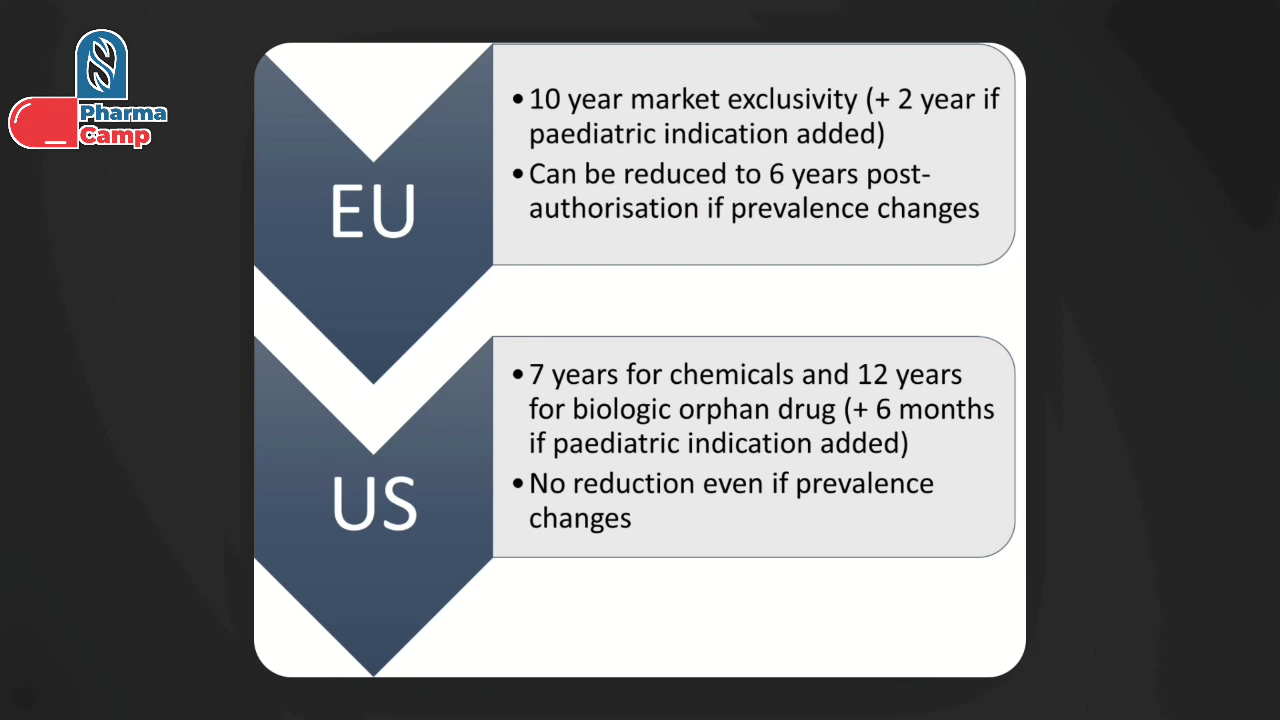 Pharma
Camp
EU
• 10 year market exclusivity (+ 2 year if
paediatric indication added)
• Can be reduced to 6 years post-
authorisation if prevalence changes
US
• 7 years for chemicals and 12 years
for biologic orphan drug (+ 6 months
if paediatric indication added)
• No reduction even if prevalence
changes